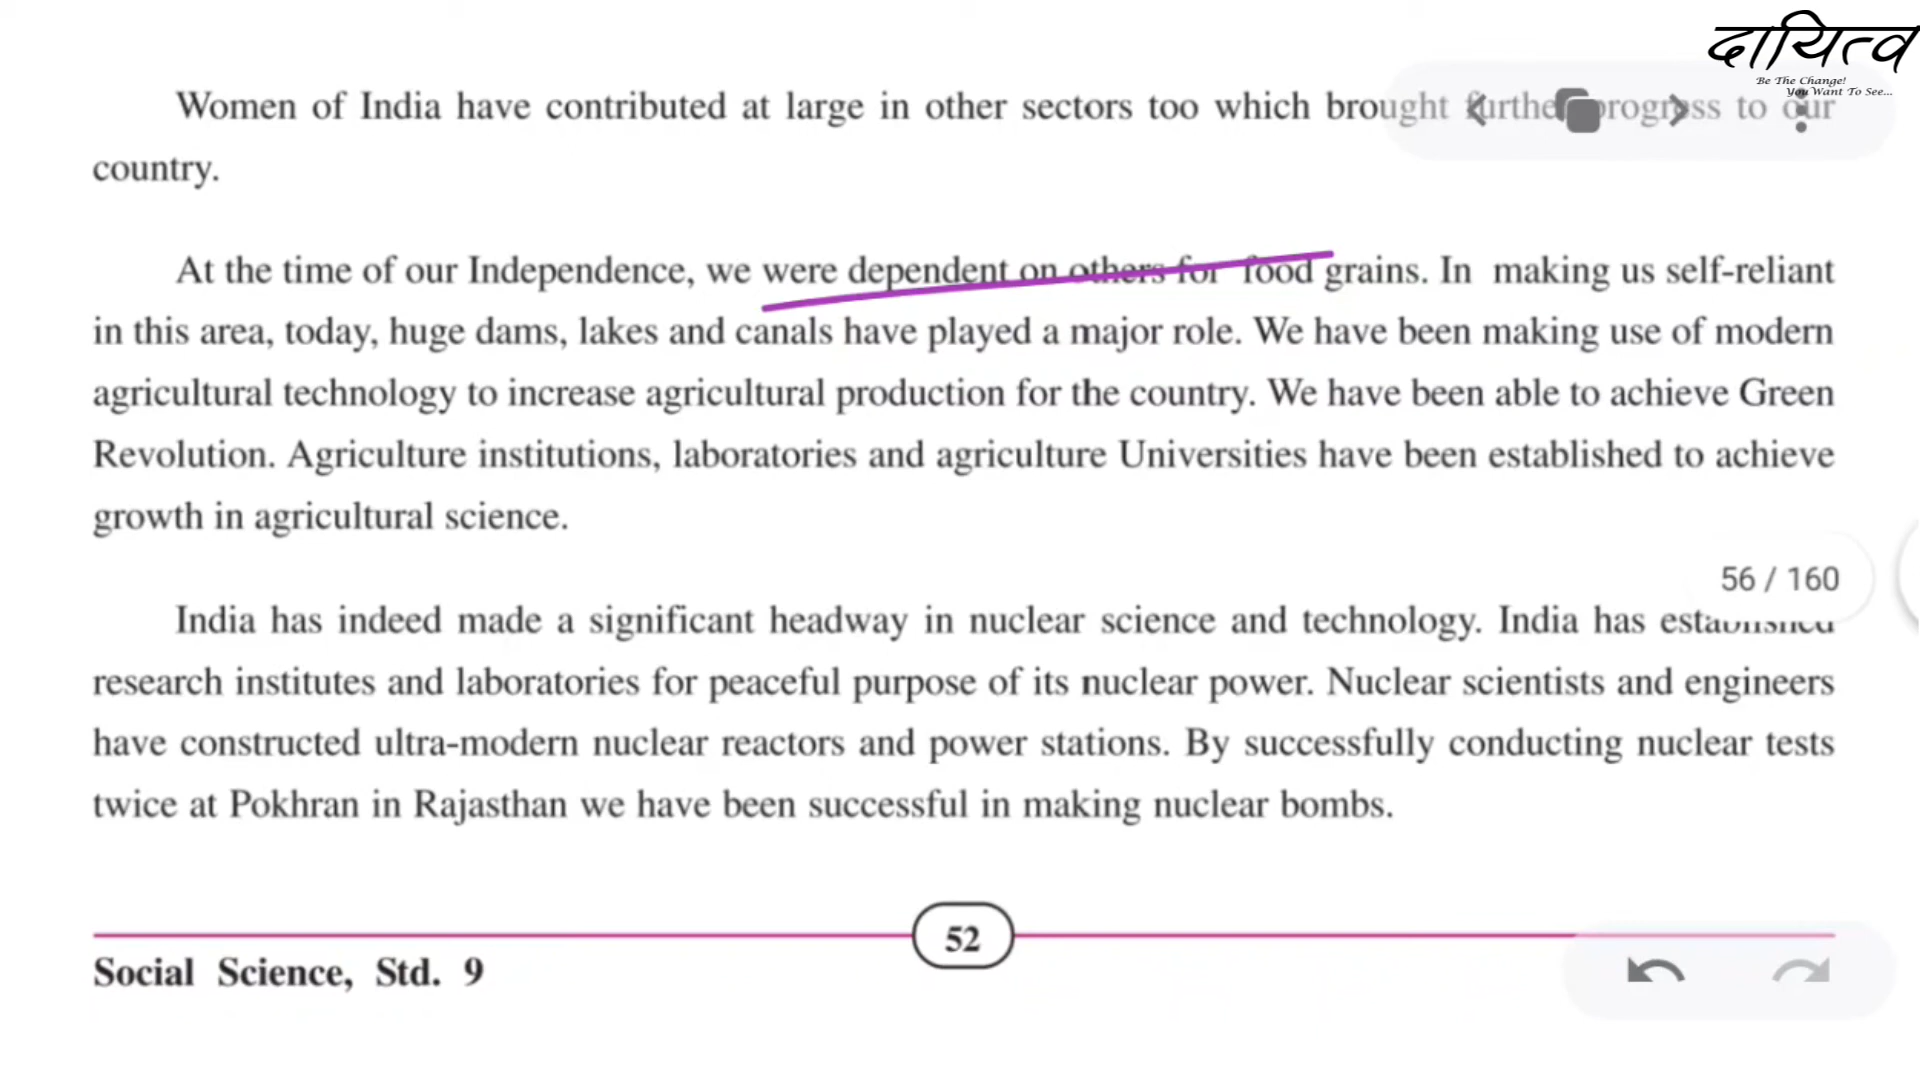 दायित्व
Be The Change!
You Want To See...
Women of India have contributed at large in other sectors too which brought further progress to our
country.
At the time of our Independence, we were dependent on others for food grains. In making us self-reliant
in this area, today, huge dams, lakes and canals have played a major role. We have been making use of modern
agricultural technology to increase agricultural production for the country. We have been able to achieve Green
Revolution. Agriculture institutions, laboratories and agriculture Universities have been established to achieve
growth in agricultural science.
56 / 160
India has indeed made a significant headway in nuclear science and technology. India has established
research institutes and laboratories for peaceful purpose of its nuclear power. Nuclear scientists and engineers
have constructed ultra-modern nuclear reactors and power stations. By successfully conducting nuclear tests
twice at Pokhran in Rajasthan we have been successful in making nuclear bombs.
52
Social Science, Std. 9